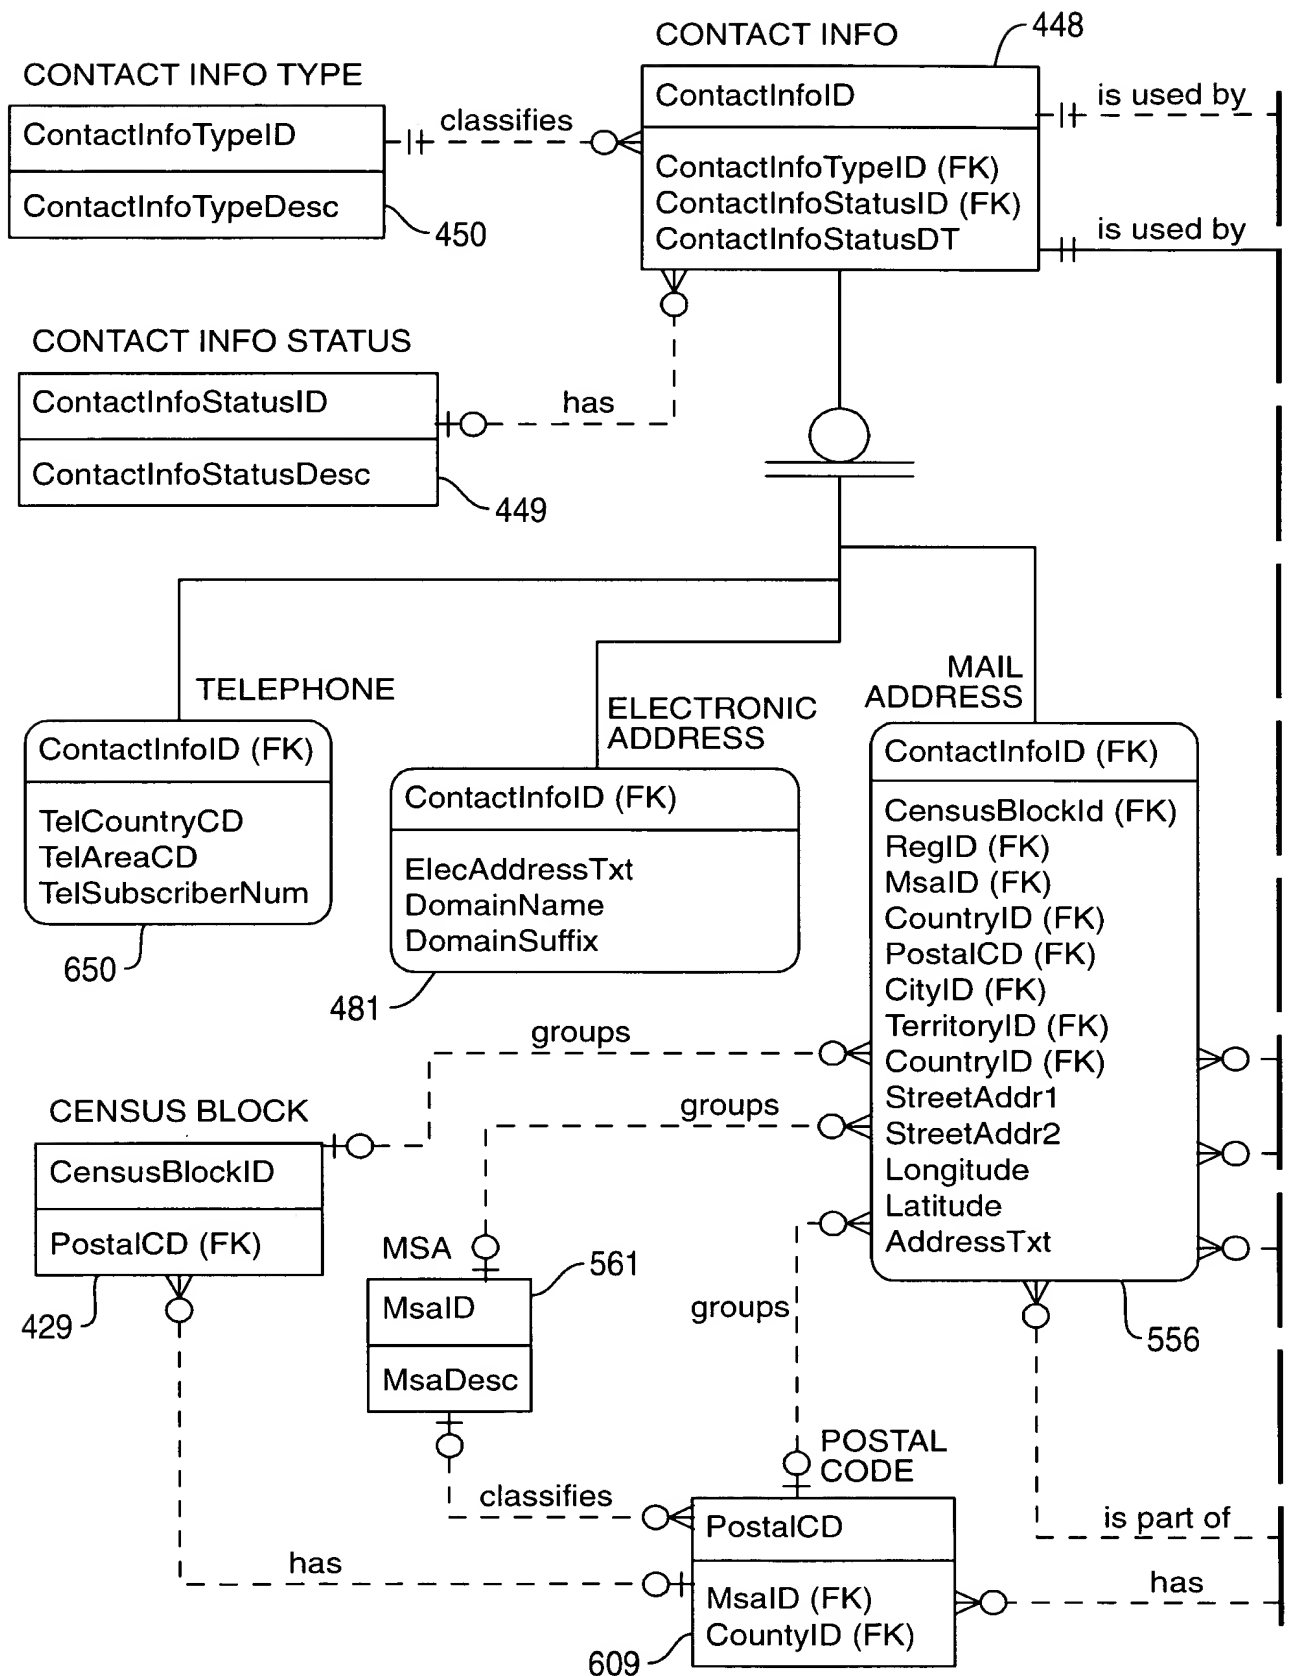 CONTACT INFO
448
ContactInfoID
ContactInfoTypeID (FK)
ContactInfoStatusID (FK)
ContactInfoStatusDT
is used by
is used by
CONTACT INFO TYPE
ContactInfoTypeID
ContactInfoTypeDesc
450
classifies
CONTACT INFO STATUS
ContactInfoStatusID
ContactInfoStatusDesc
449
has
TELEPHONE
ContactInfoID (FK)
TelCountryCD
TelAreaCD
TelSubscriberNum
650
ELECTRONIC
ADDRESS
ContactInfoID (FK)
ElecAddressTxt
DomainName
DomainSuffix
481
MAIL
ADDRESS
ContactInfoID (FK)
CensusBlockId (FK)
RegID (FK)
MsaID (FK)
CountryID (FK)
PostalCD (FK)
CityID (FK)
TerritoryID (FK)
CountryID (FK)
StreetAddr1
StreetAddr2
Longitude
Latitude
AddressTxt
556
groups
groups
groups
CENSUS BLOCK
CensusBlockID
PostalCD (FK)
429
MSA
561
MsaID
MsaDesc
classifies
has
POSTAL
CODE
PostalCD
MsaID (FK)
CountyID (FK)
609
is part of
has